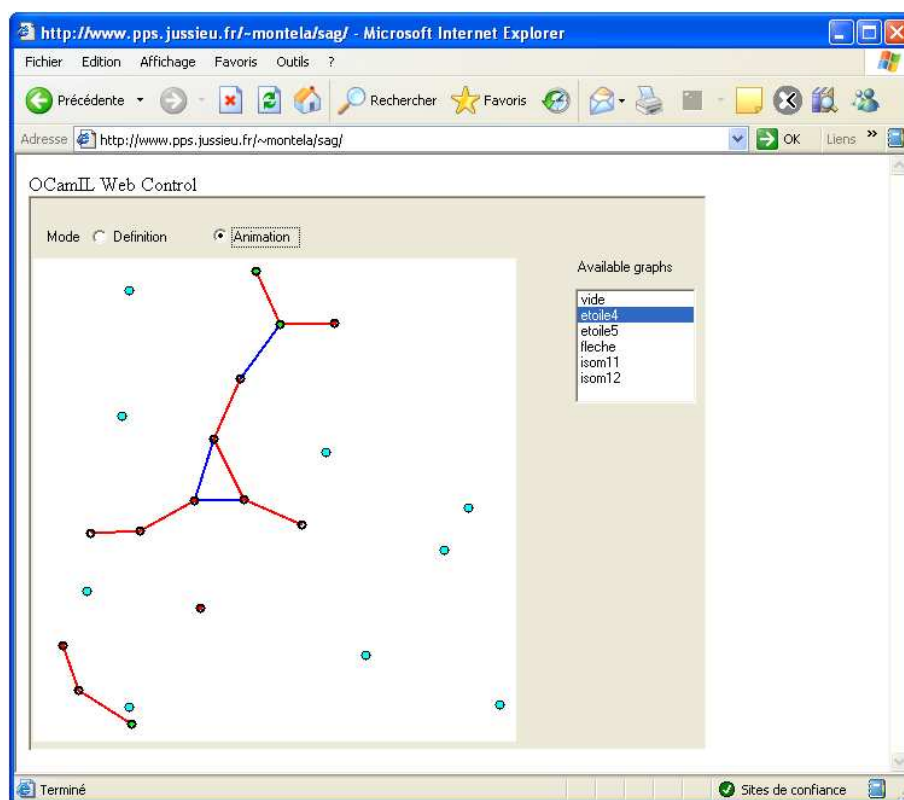 http://www.pps.jussieu.fr/~montela/sag/ - Microsoft Internet Explorer
Fichier Edition Affichage Favoris Outils ?
Précédente Rechercher Favoris
Adresse http://www.pps.jussieu.fr/~montela/sag/ OK Liens »
OCamIL Web Control
Mode Definition Animation
Available graphs
vide
etoile4
etoile5
fleche
isom11
isom12
Terminé Sites de confiance